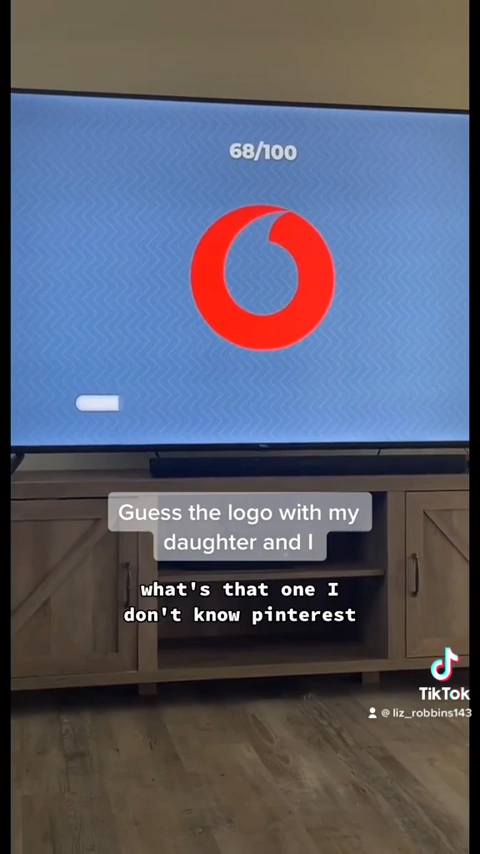 68/100
Guess the logo with my
daughter and I
what's that one I
don't know pinterest
TikTok
@ liz_robbins143